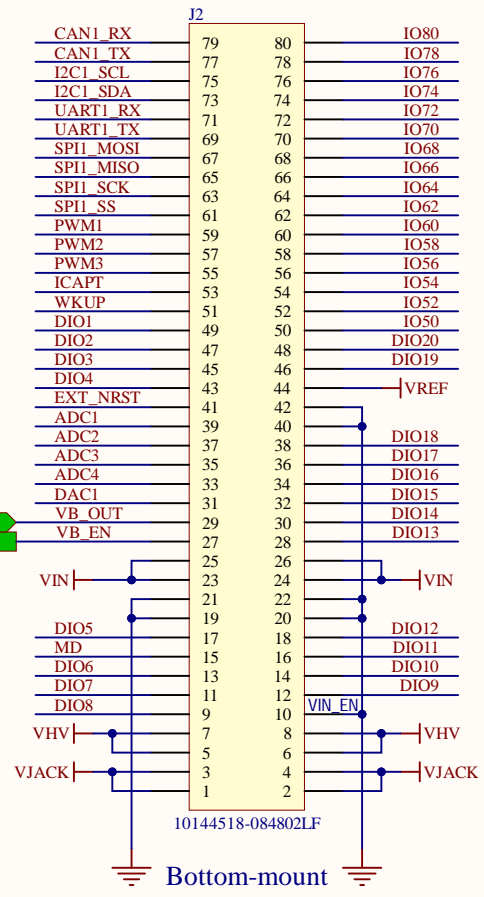 J2
CAN1_RX 79 80 IO80
CAN1_TX 77 78 IO78
I2C1_SCL 75 76 IO76
I2C1_SDA 73 74 IO74
UART1_RX 71 72 IO72
UART1_TX 69 70 IO70
SPI1_MOSI 67 68 IO68
SPI1_MISO 65 66 IO66
SPI1_SCK 63 64 IO64
SPI1_SS 61 62 IO62
PWM1 59 60 IO60
PWM2 57 58 IO58
PWM3 55 56 IO56
ICAPT 53 54 IO54
WKUP 51 52 IO52
DIO1 49 50 IO50
DIO2 47 48 DIO20
DIO3 45 46 DIO19
DIO4 43 44 VREF
EXT_NRST 41 42
ADC1 39 40
ADC2 37 38 DIO18
ADC3 35 36 DIO17
ADC4 33 34 DIO16
DAC1 31 32 DIO15
VB_OUT 29 30 DIO14
VB_EN 27 28 DIO13
25 26
VIN 23 24 VIN
21 22
19 20
DIO5 17 18 DIO12
MD 15 16 DIO11
DIO6 13 14 DIO10
DIO7 11 12 DIO9
DIO8 9 10 VIN_EN
VHV 7 8 VHV
5 6
VJACK 3 4 VJACK
1 2
10144518-084802LF
Bottom-mount